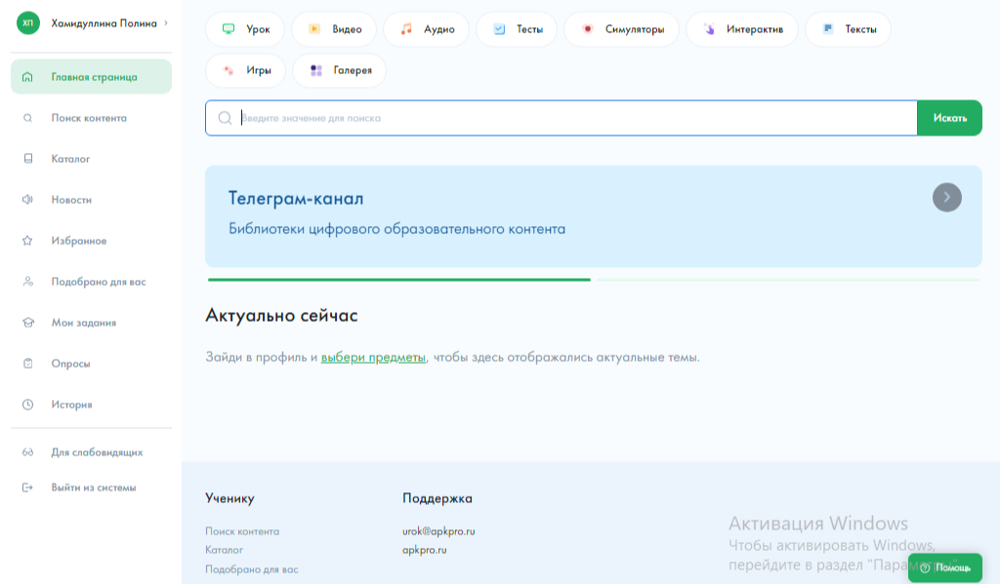 ХП Хамидуллина Полина
Главная страница
Поиск контента
Каталог
Новости
Избранное
Подобрано для вас
Мои задания
Опросы
История
Для слабовидящих
Выйти из системы
Урок Видео Аудио Тесты Симуляторы Интерактив Тексты
Игры Галерея
Введите значение для поиска Искать
Телеграм-канал
Библиотеки цифрового образовательного контента
Актуально сейчас
Зайди в профиль и выбери предметы, чтобы здесь отображались актуальные темы.
Ученику
Поиск контента
Каталог
Подобрано для вас
Поддержка
urok@apkpro.ru
apkpro.ru
Активация Windows
Чтобы активировать Windows,
перейдите в раздел "Параметры".
Помощь